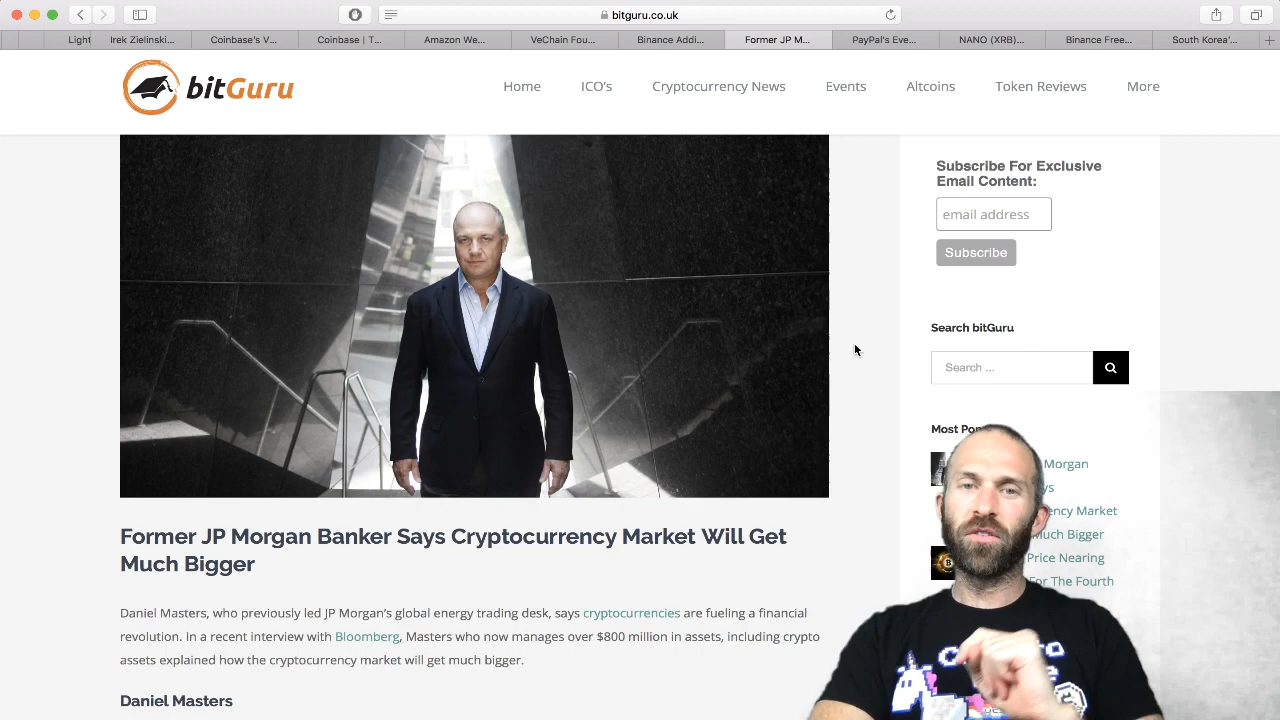 bitguru.co.uk
Light
Irek Zielinski...
Coinbase's V...
Coinbase | T...
Amazon We...
VeChain Fou...
Binance Addi...
Former JP M...
PayPal's Eve...
NANO (XRB)...
Binance Free...
South Korea'...
bitGuru
Home
ICO's
Cryptocurrency News
Events
Altcoins
Token Reviews
More
Subscribe For Exclusive
Email Content:
email address
Subscribe
Search bitGuru
Search ...
Most Pop
Morgan
ys
ency Market
Much Bigger
Price Nearing
For The Fourth
Former JP Morgan Banker Says Cryptocurrency Market Will Get
Much Bigger
Daniel Masters, who previously led JP Morgan's global energy trading desk, says cryptocurrencies are fueling a financial
revolution. In a recent interview with Bloomberg, Masters who now manages over $800 million in assets, including crypto
assets explained how the cryptocurrency market will get much bigger.
Daniel Masters